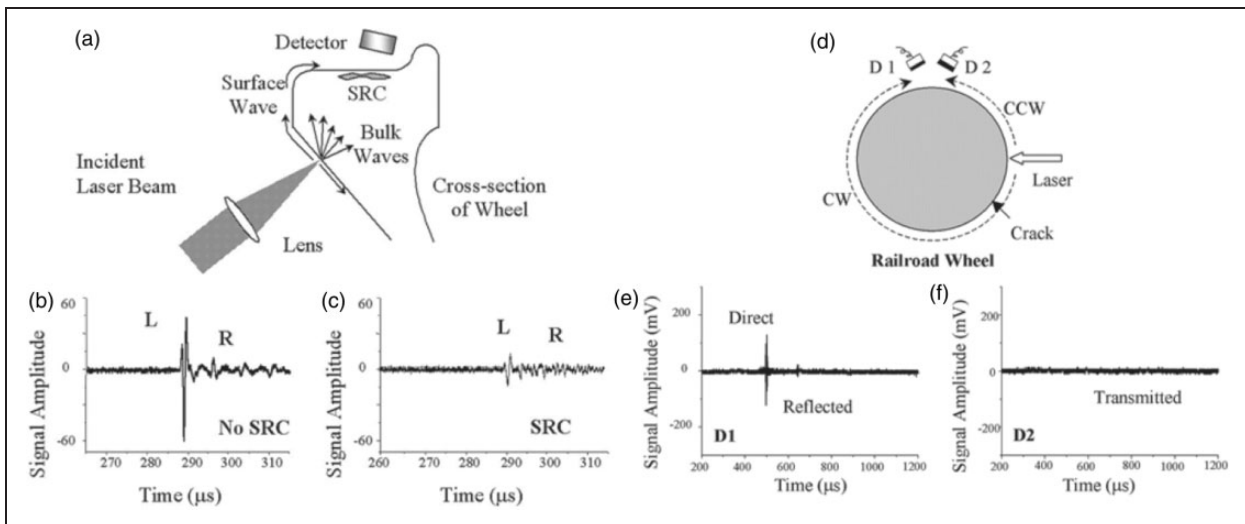 (a)
Detector
Surface
Wave
SRC
Bulk
Waves
Incident
Laser Beam
Lens
Cross-section
of Wheel
(b)
Signal Amplitude
60
0
-60
L
R
No SRC
270 280 290 300 310
Time (μs)
(c)
Signal Amplitude
60
0
-60
L
R
SRC
260 270 280 290 300 310
Time (μs)
(d)
D 1
D 2
CCW
Laser
CW
Crack
Railroad Wheel
(e)
Signal Amplitude (mV)
200
0
-200
Direct
Reflected
D1
200 400 600 800 1000 1200
Time (μs)
(f)
Signal Amplitude (mV)
200
0
-200
Transmitted
D2
200 400 600 800 1000 1200
Time (μs)